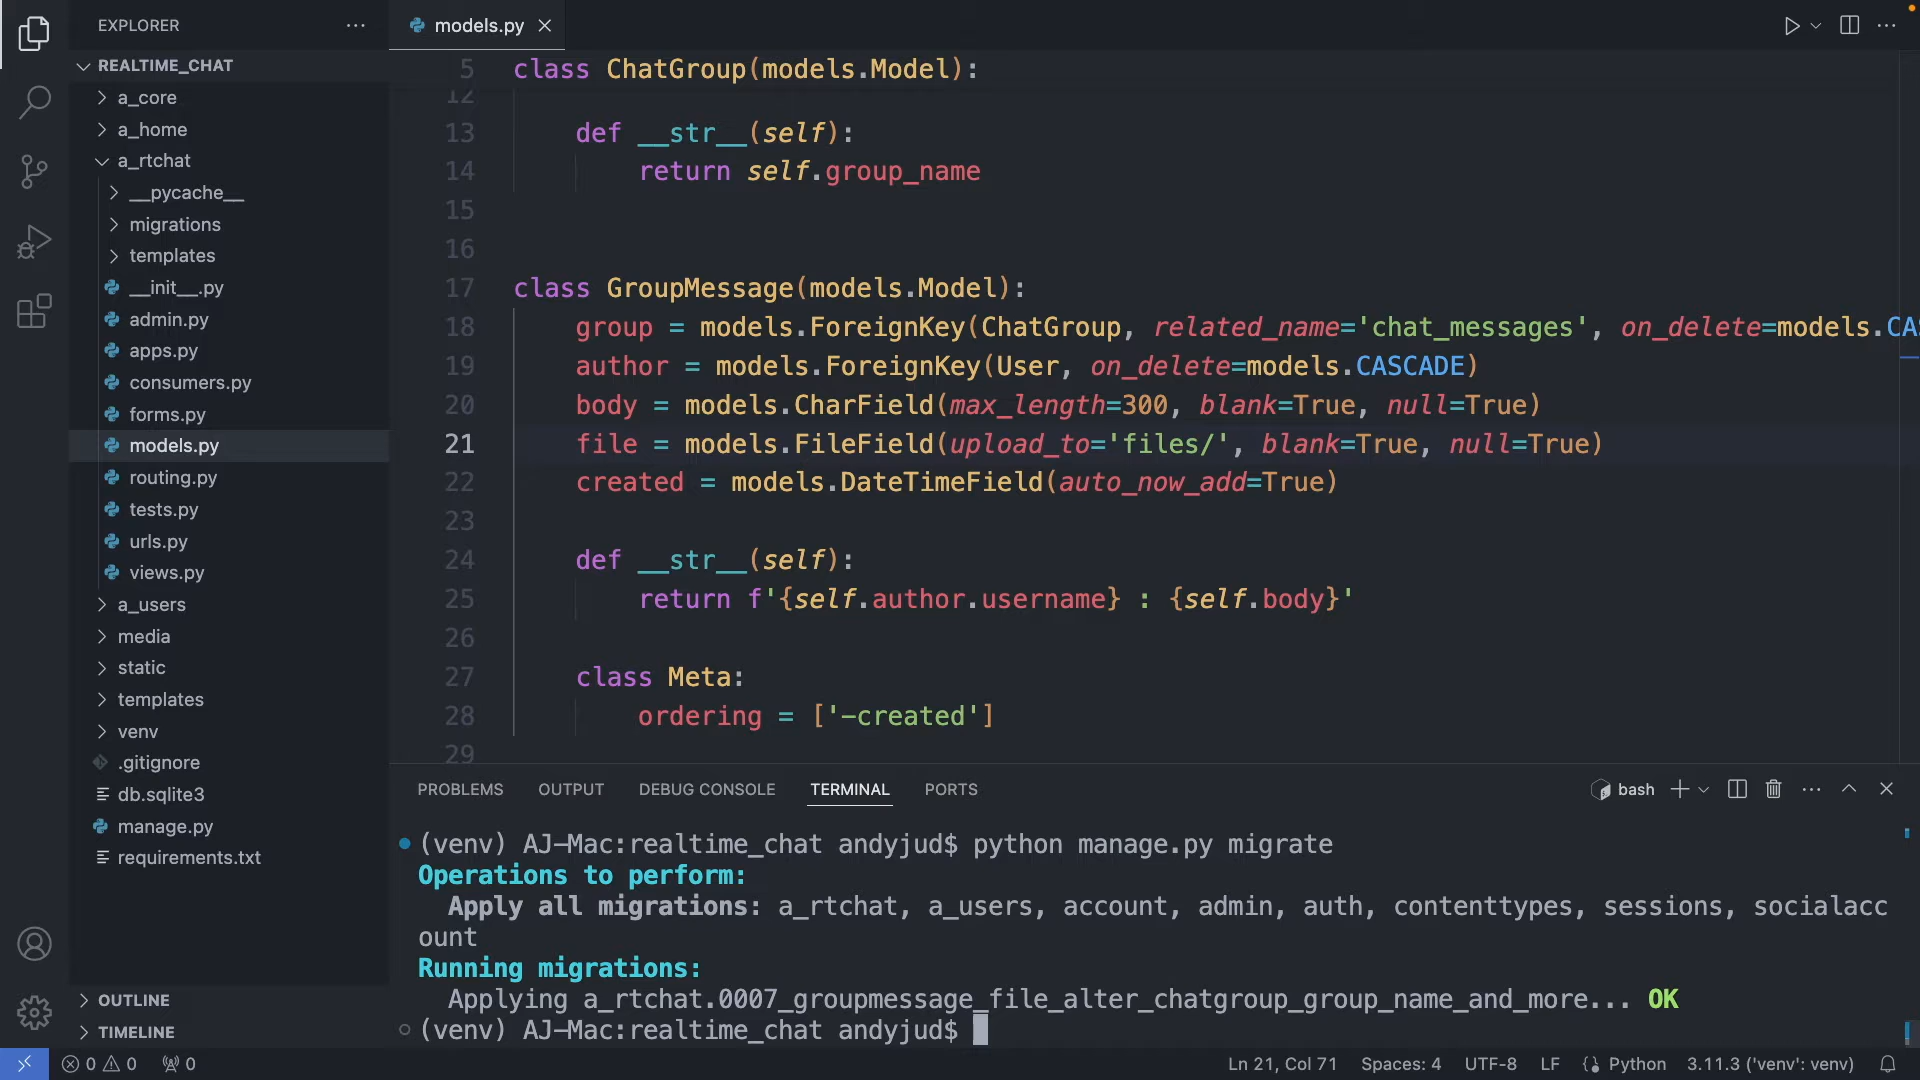 EXPLORER
REALTIME_CHAT
a_core
a_home
a_rtchat
__pycache__
migrations
templates
__init__.py
admin.py
apps.py
consumers.py
forms.py
models.py
routing.py
tests.py
urls.py
views.py
a_users
media
static
templates
venv
.gitignore
db.sqlite3
manage.py
requirements.txt
OUTLINE
TIMELINE
models.py
5 class ChatGroup(models.Model):
12
13 def __str__(self):
14 return self.group_name
15
16
17 class GroupMessage(models.Model):
18 group = models.ForeignKey(ChatGroup, related_name='chat_messages', on_delete=models.CAS
19 author = models.ForeignKey(User, on_delete=models.CASCADE)
20 body = models.CharField(max_length=300, blank=True, null=True)
21 file = models.FileField(upload_to='files/', blank=True, null=True)
22 created = models.DateTimeField(auto_now_add=True)
23
24 def __str__(self):
25 return f'{self.author.username} : {self.body}'
26
27 class Meta:
28 ordering = ['-created']
29
PROBLEMS OUTPUT DEBUG CONSOLE TERMINAL PORTS bash
(venv) AJ-Mac:realtime_chat andyjud$ python manage.py migrate
Operations to perform:
Apply all migrations: a_rtchat, a_users, account, admin, auth, contenttypes, sessions, socialacc
ount
Running migrations:
Applying a_rtchat.0007_groupmessage_file_alter_chatgroup_group_name_and_more... OK
(venv) AJ-Mac:realtime_chat andyjud$
0 0 0 Ln 21, Col 71 Spaces: 4 UTF-8 LF Python 3.11.3 ('venv': venv)